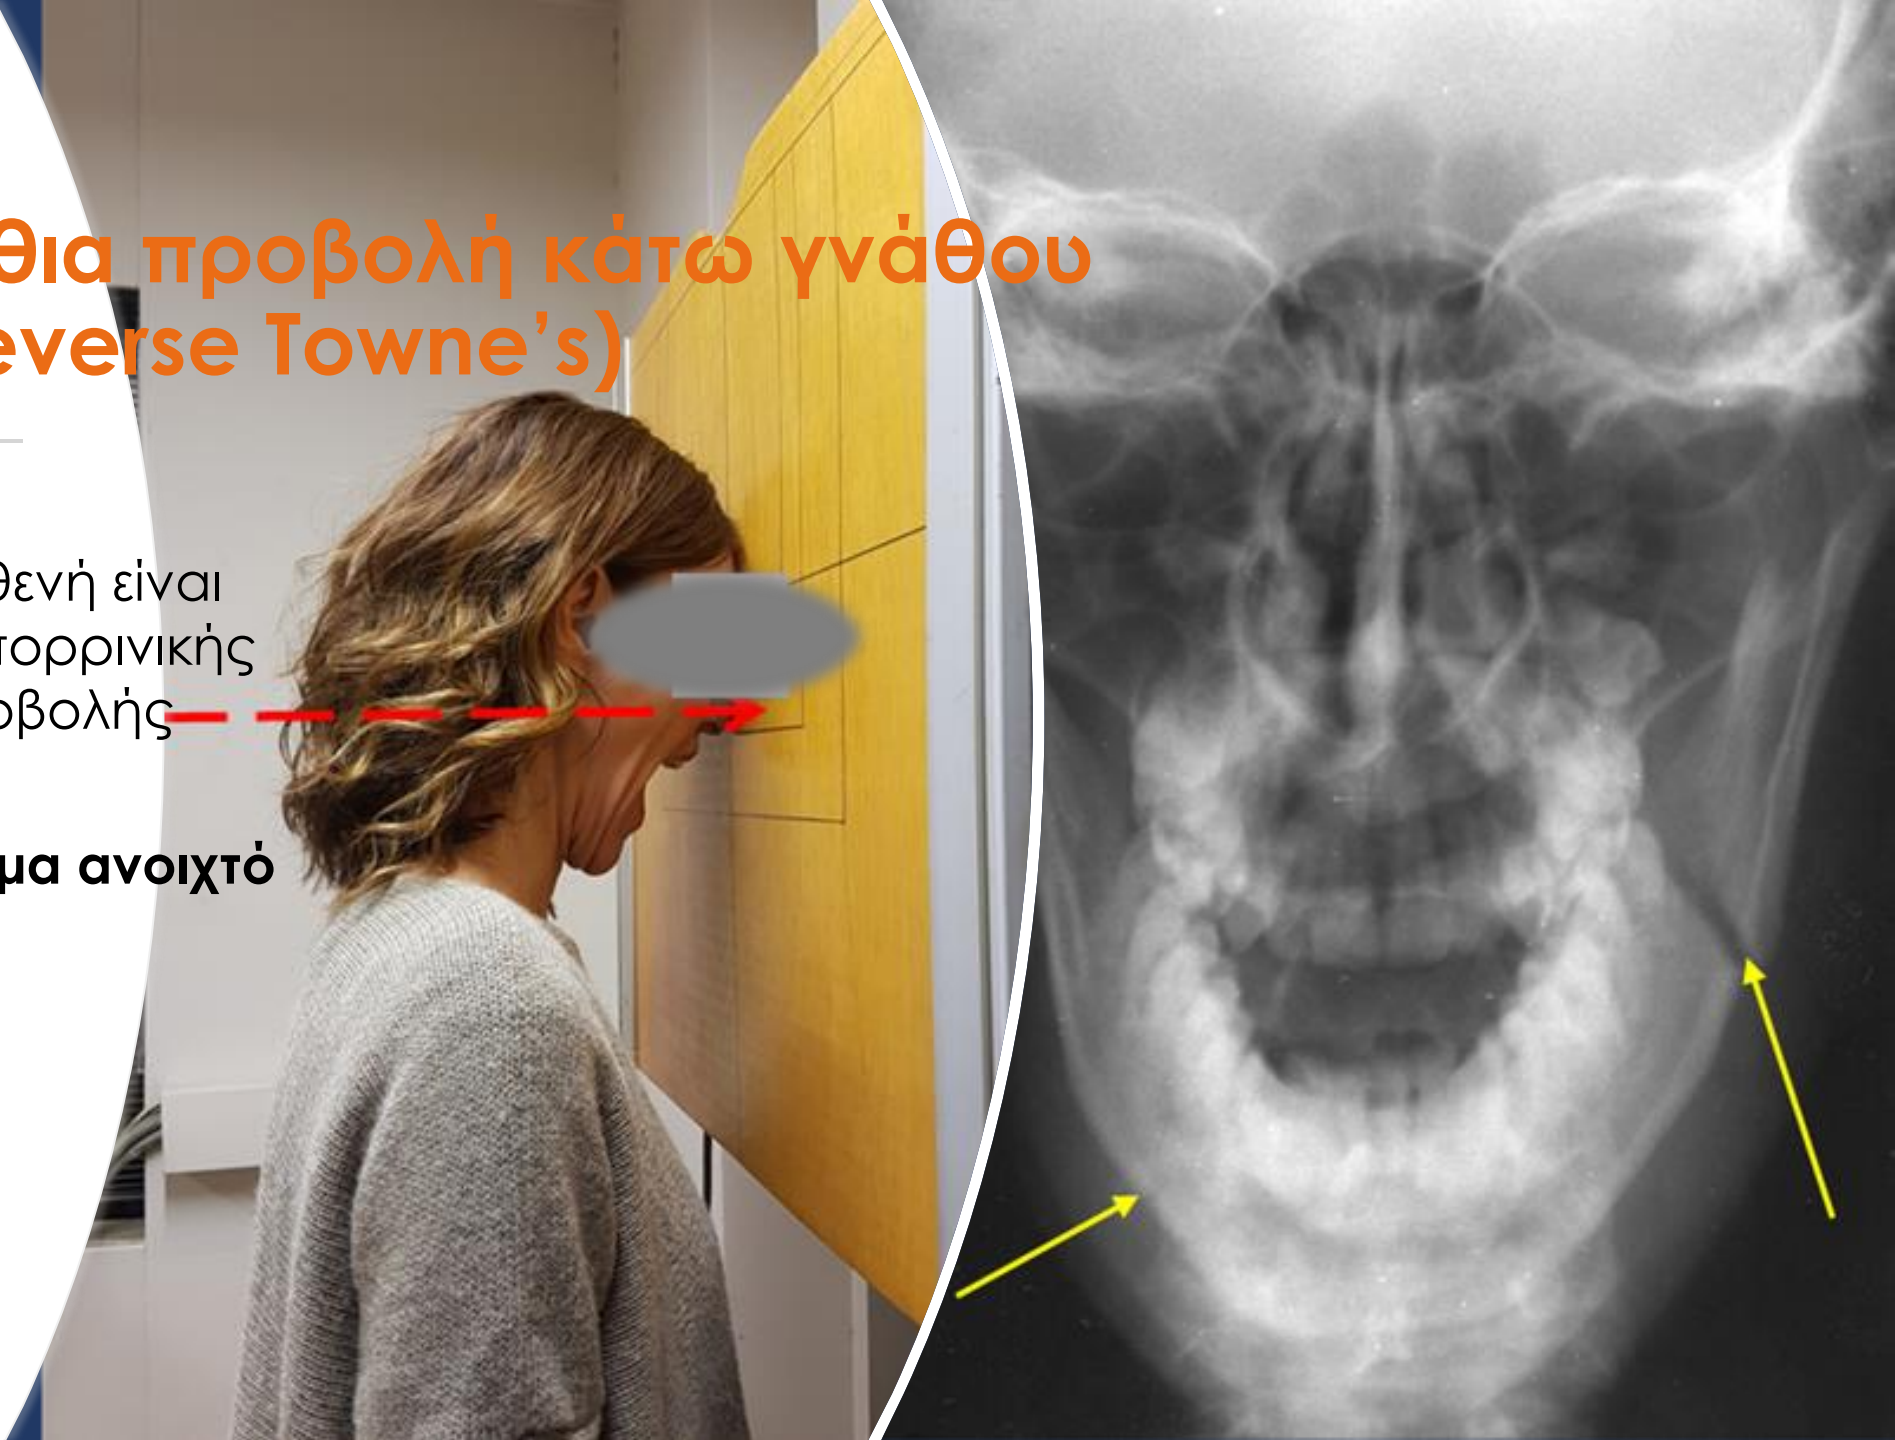 θια προβολή κάτω γνάθου
everse Towne’s)
θενή είναι
τορρινικής
οβολής
μα ανοιχτό